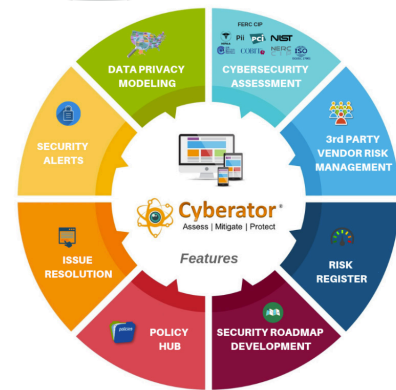 FERC CIP
Pii PCI NIST
COBIT NERC ISO
CIP
DATA PRIVACY
MODELING
CYBERSECURITY
ASSESSMENT
SECURITY
ALERTS
3rd PARTY
VENDOR RISK
MANAGEMENT
Cyberator®
Assess | Mitigate | Protect
Features
ISSUE
RESOLUTION
RISK
REGISTER
policies
POLICY
HUB
SECURITY ROADMAP
DEVELOPMENT